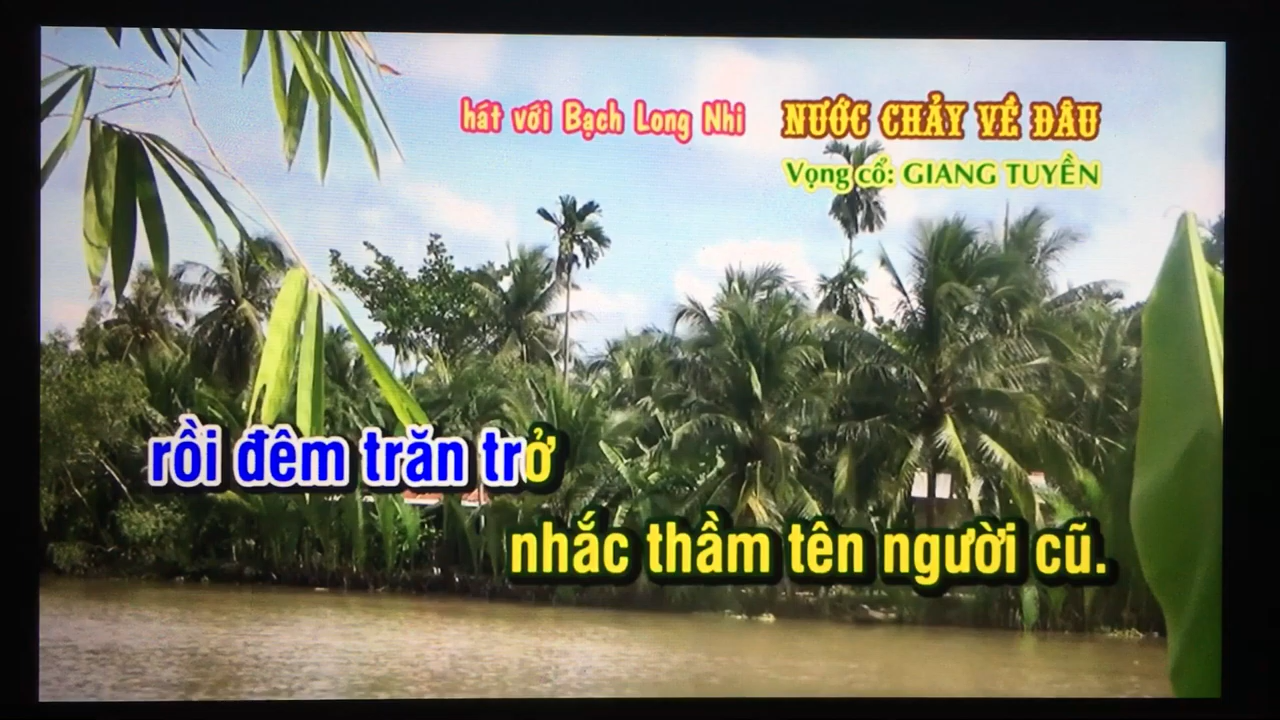 hát với Bạch Long Nhi
NƯỚC CHẢY VỀ ĐÂU
Vọng cổ: GIANG TUYỀN
rồi đêm trăn trở
nhắc thầm tên người cũ.